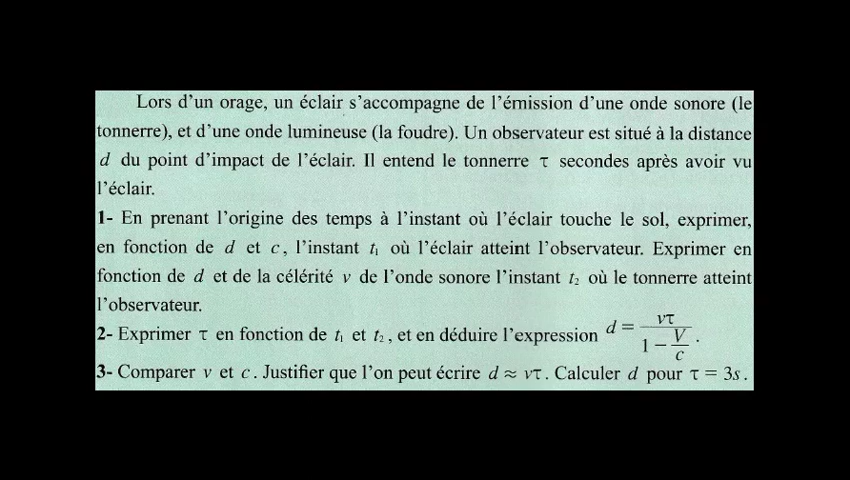 Lors d'un orage, un éclair s'accompagne de l'émission d'une onde sonore (le
tonnerre), et d'une onde lumineuse (la foudre). Un observateur est situé à la distance
d du point d'impact de l'éclair. Il entend le tonnerre τ secondes après avoir vu
l'éclair.
1- En prenant l'origine des temps à l'instant où l'éclair touche le sol, exprimer,
en fonction de d et c, l'instant t₁ où l'éclair atteint l'observateur. Exprimer en
fonction de d et de la célérité v de l'onde sonore l'instant t₂ où le tonnerre atteint
l'observateur.
2- Exprimer τ en fonction de t₁ et t₂, et en déduire l'expression d = vτ / (1 − V/c).
3- Comparer v et c. Justifier que l'on peut écrire d ≈ vτ. Calculer d pour τ = 3s.